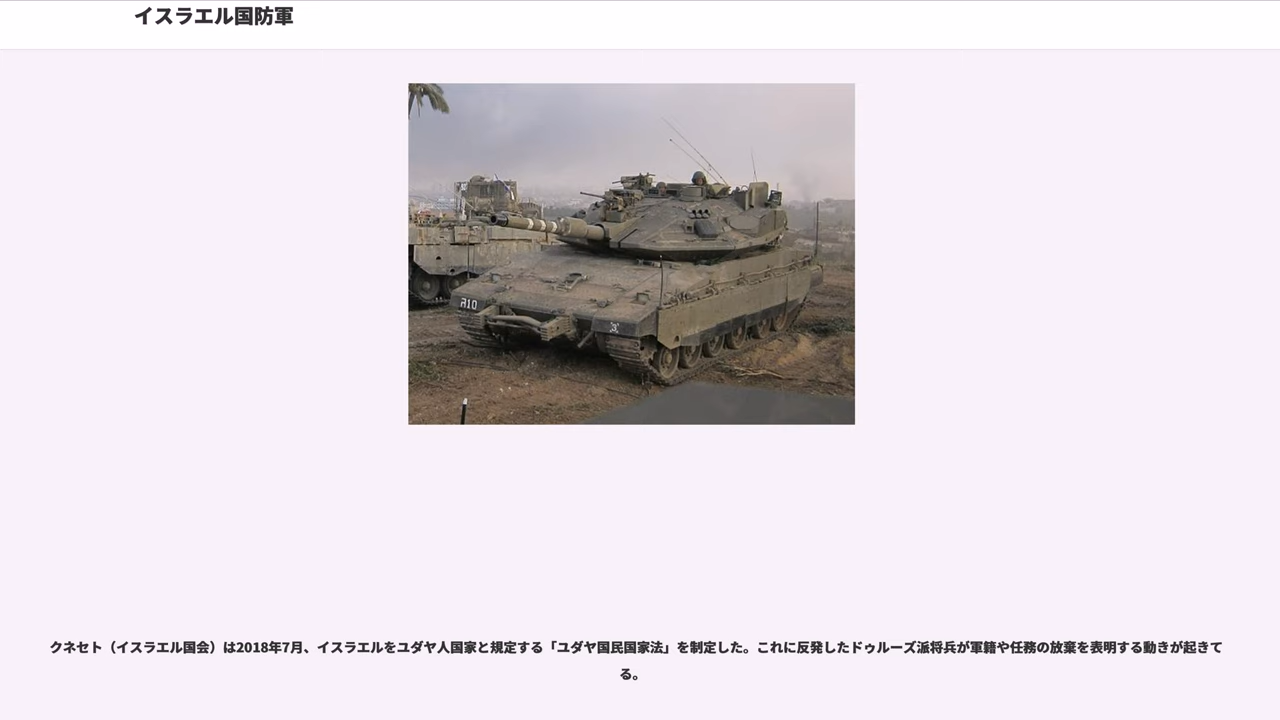 イスラエル国防軍
クネセト（イスラエル国会）は2018年7月、イスラエルをユダヤ人国家と規定する「ユダヤ国民国家法」を制定した。これに反発したドゥルーズ派将兵が軍籍や任務の放棄を表明する動きが起きて
る。